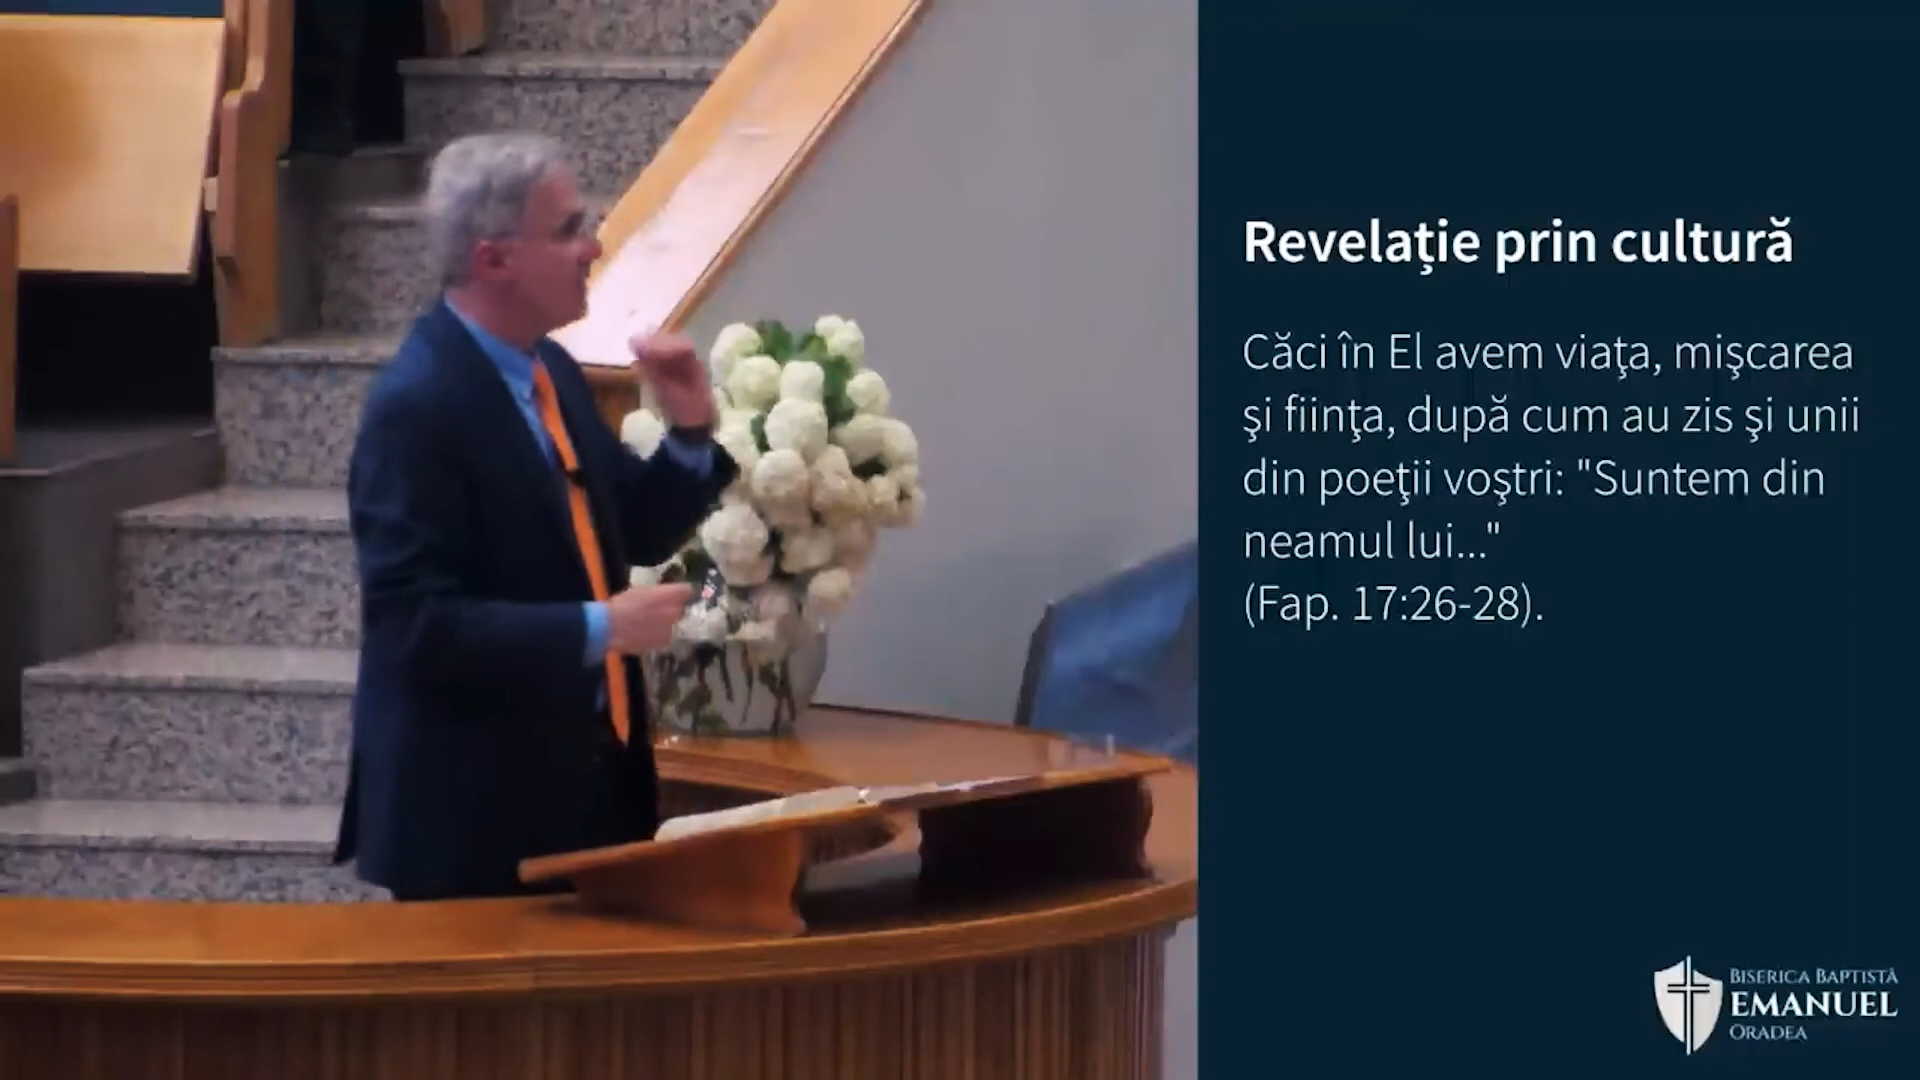 Revelație prin cultură
Căci în El avem viaţa, mişcarea
şi fiinţa, după cum au zis şi unii
din poeţii voştri: "Suntem din
neamul lui..."
(Fap. 17:26-28).
BISERICA BAPTISTĂ
EMANUEL
ORADEA